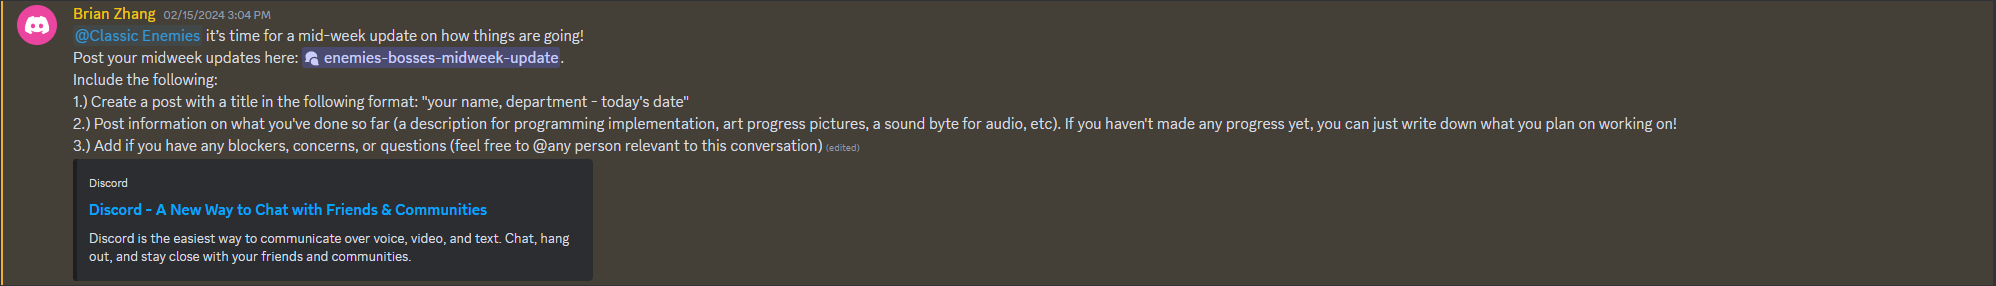 Brian Zhang 02/15/2024 3:04 PM
@Classic Enemies it's time for a mid-week update on how things are going!
Post your midweek updates here: enemies-bosses-midweek-update.
Include the following:
1.) Create a post with a title in the following format: "your name, department - today's date"
2.) Post information on what you've done so far (a description for programming implementation, art progress pictures, a sound byte for audio, etc). If you haven't made any progress yet, you can just write down what you plan on working on!
3.) Add if you have any blockers, concerns, or questions (feel free to @any person relevant to this conversation) (edited)
Discord
Discord - A New Way to Chat with Friends & Communities
Discord is the easiest way to communicate over voice, video, and text. Chat, hang
out, and stay close with your friends and communities.